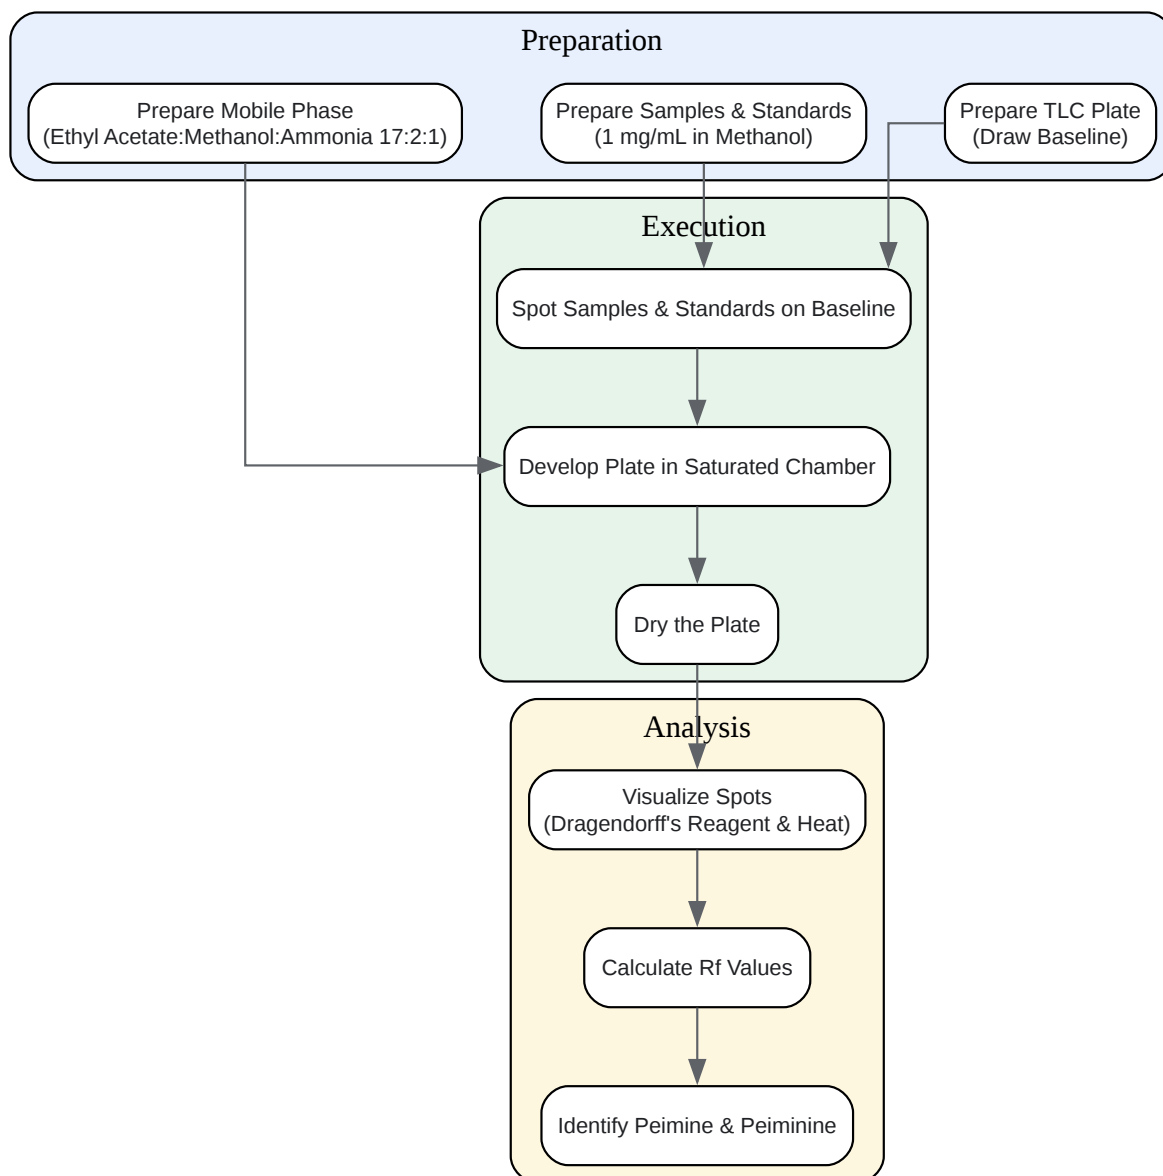 Preparation
Prepare Mobile Phase
(Ethyl Acetate:Methanol:Ammonia 17:2:1)
Prepare Samples & Standards
(1 mg/mL in Methanol)
Prepare TLC Plate
(Draw Baseline)
Execution
Spot Samples & Standards on Baseline
Develop Plate in Saturated Chamber
Dry the Plate
Analysis
Visualize Spots
(Dragendorff's Reagent & Heat)
Calculate Rf Values
Identify Peimine & Peiminine